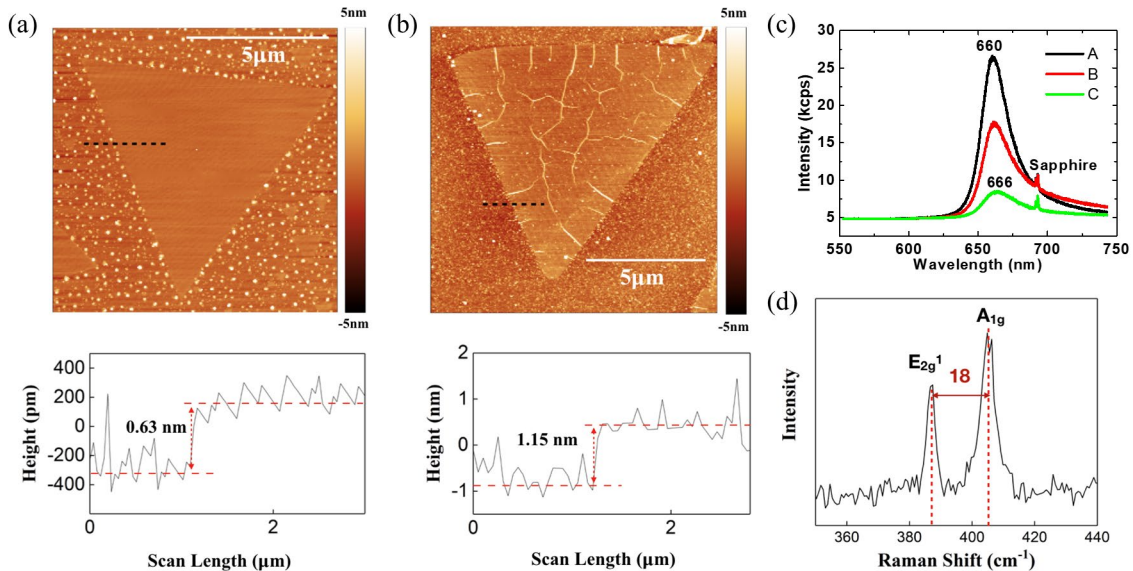 (a)
5nm
5μm
-5nm
(b)
5nm
5μm
-5nm
(c)
660
A
B
C
Sapphire
666
30
25
20
15
10
5
Intensity (kcps)
550
600
650
700
750
Wavelength (nm)
400
200
0
-200
-400
Height (pm)
0.63 nm
0
2
Scan Length (μm)
2
1
0
-1
Height (nm)
1.15 nm
0
2
Scan Length (μm)
(d)
A1g
E2g1
18
Intensity
360
380
400
420
440
Raman Shift (cm-1)